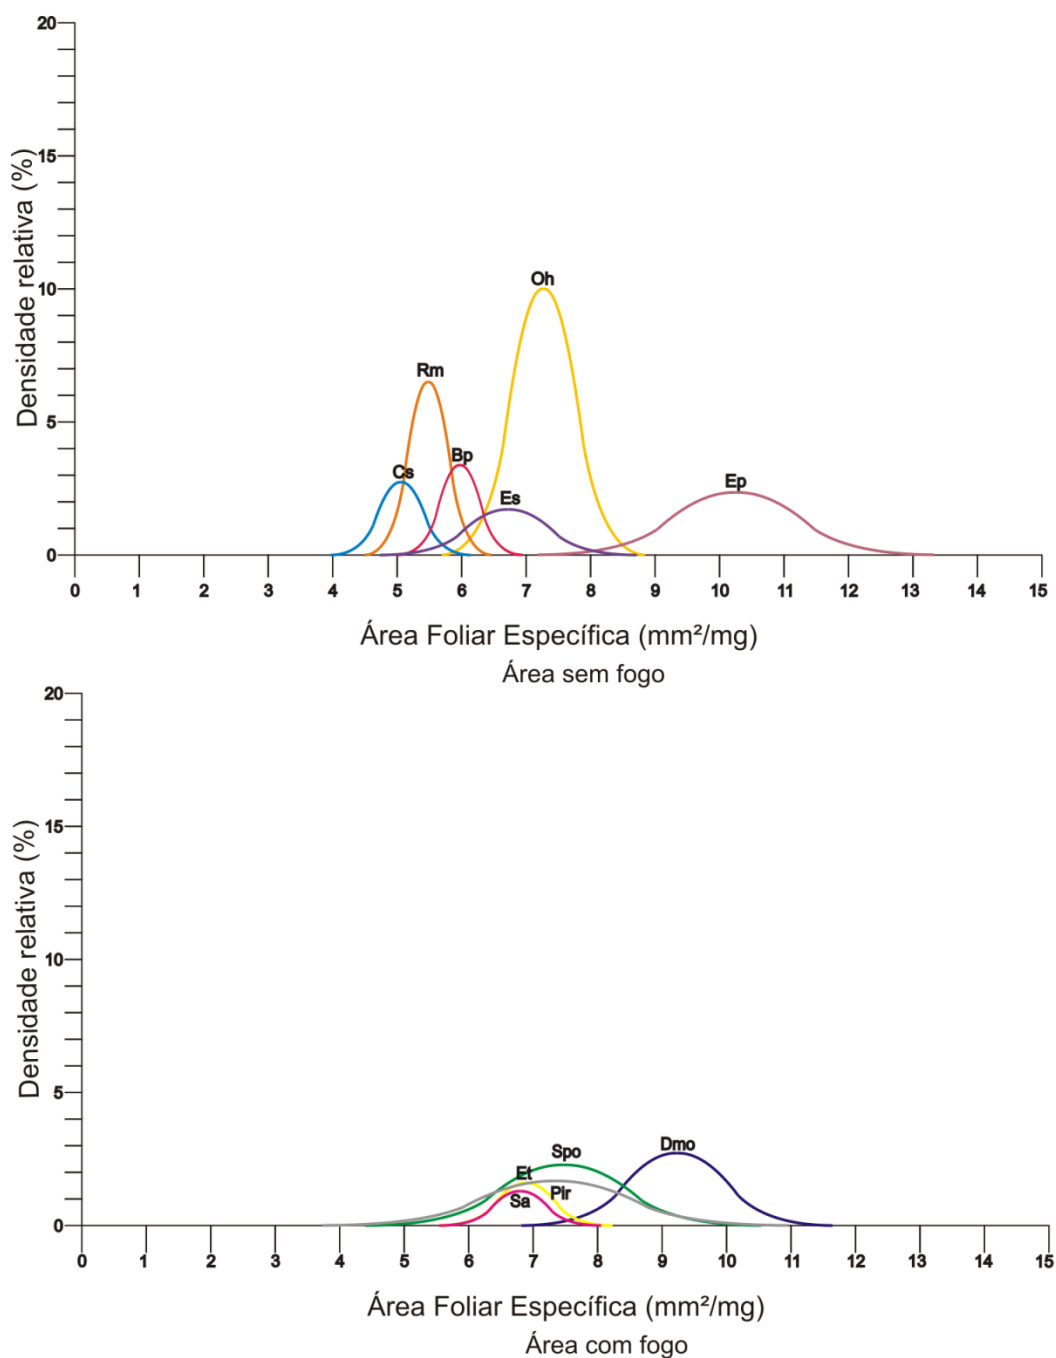 20
15
10
5
0
Densidade relativa (%)
Oh
Rm
Bp
Cs
Es
Ep
0 1 2 3 4 5 6 7 8 9 10 11 12 13 14 15
Área Foliar Específica (mm²/mg)
Área sem fogo
20
15
10
5
0
Densidade relativa (%)
Dmo
Spo
Et
Pir
Sa
0 1 2 3 4 5 6 7 8 9 10 11 12 13 14 15
Área Foliar Específica (mm²/mg)
Área com fogo